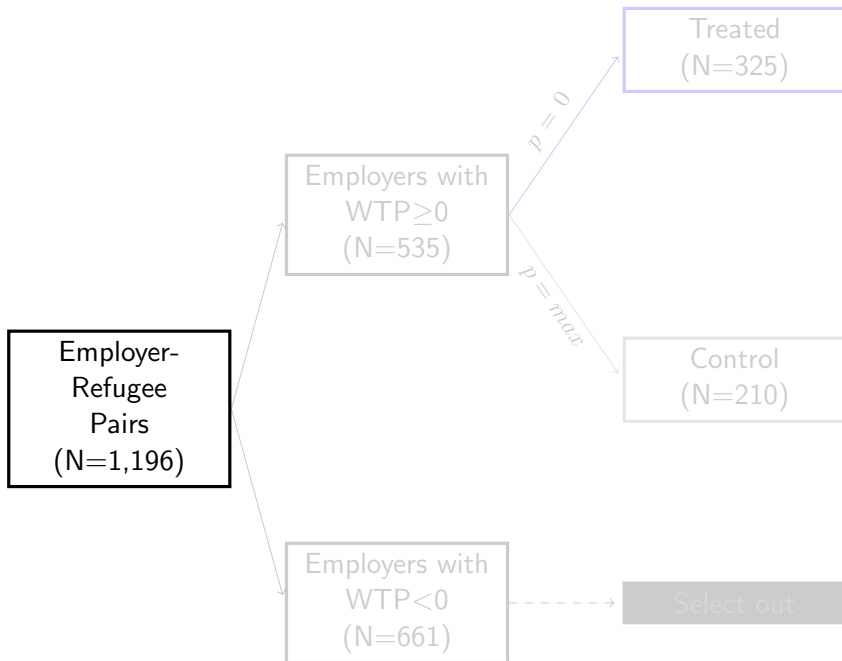 Treated
(N=325)
p = 0
Employers with
WTP≥0
(N=535)
p = max
Control
(N=210)
Employer-
Refugee
Pairs
(N=1,196)
Employers with
WTP<0
(N=661)
Select out